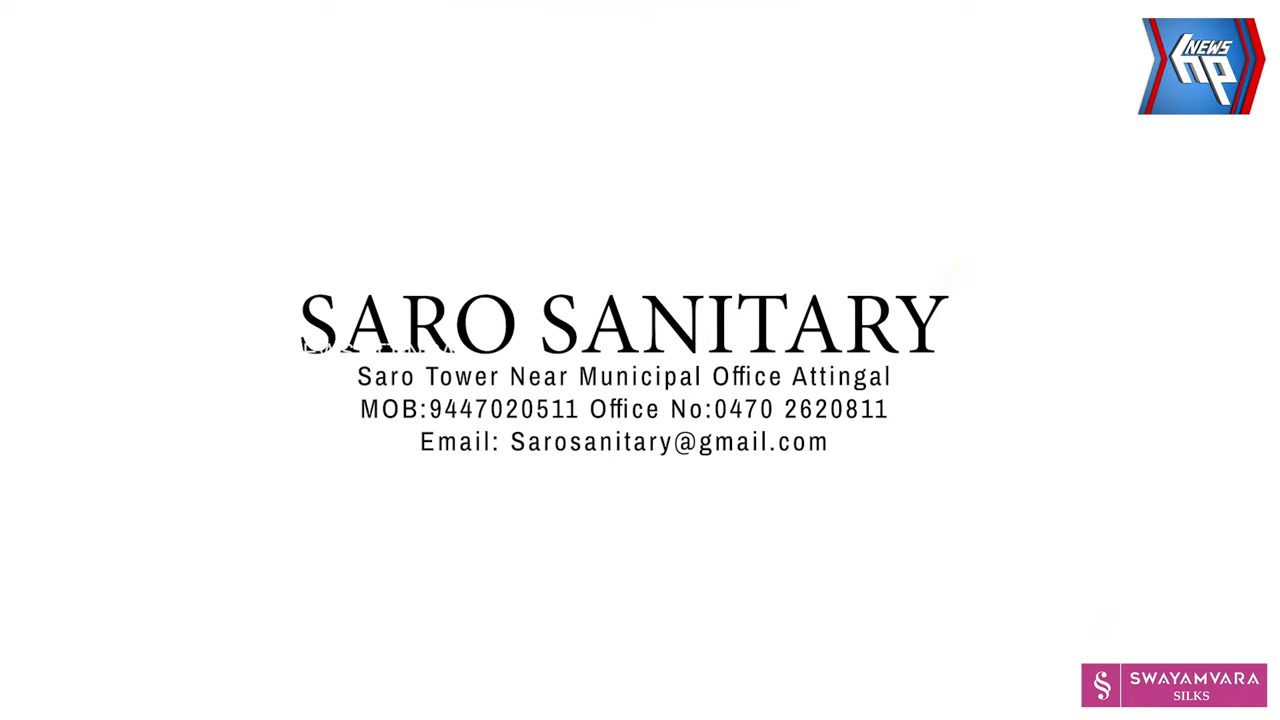 NEWS
hp
SARO SANITARY
Saro Tower Near Municipal Office Attingal
MOB:9447020511 Office No:0470 2620811
Email: Sarosanitary@gmail.com
SWAYAMVARA
SILKS